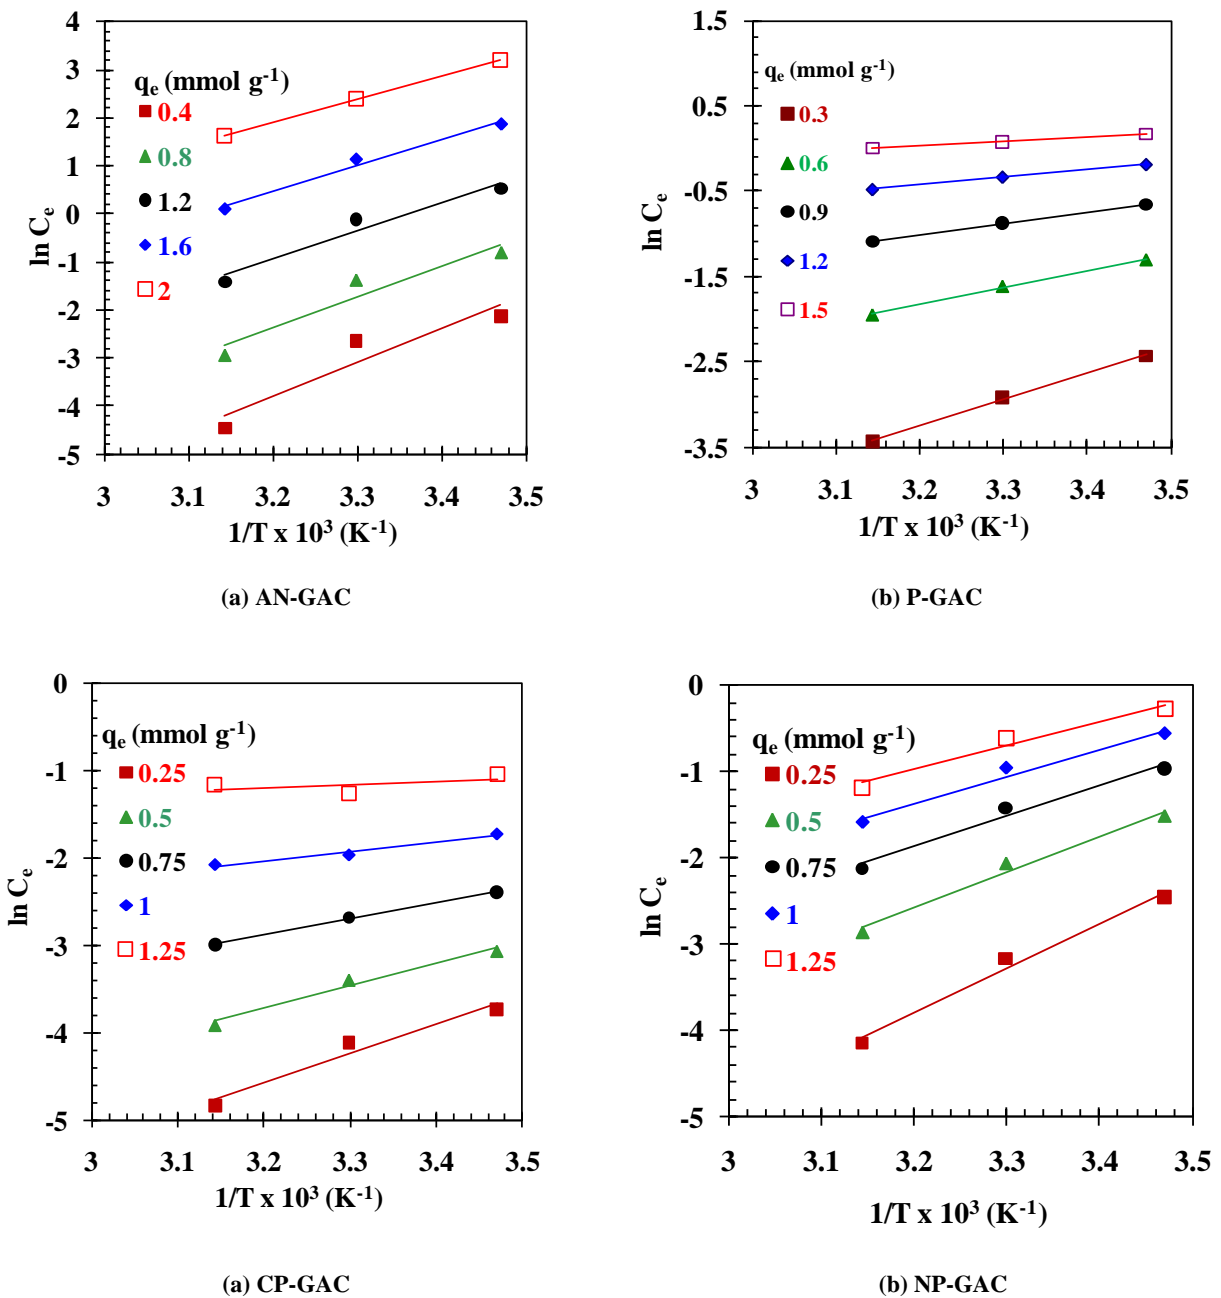 4
3
2
1
0
-1
-2
-3
-4
-5
ln Cₑ
qₑ (mmol g⁻¹)
0.4
0.8
1.2
1.6
2
3 3.1 3.2 3.3 3.4 3.5
1/T x 10³ (K⁻¹)
(a) AN-GAC
1.5
0.5
-0.5
-1.5
-2.5
-3.5
ln Cₑ
qₑ (mmol g⁻¹)
0.3
0.6
0.9
1.2
1.5
3 3.1 3.2 3.3 3.4 3.5
1/T x 10³ (K⁻¹)
(b) P-GAC
0
-1
-2
-3
-4
-5
ln Cₑ
qₑ (mmol g⁻¹)
0.25
0.5
0.75
1
1.25
3 3.1 3.2 3.3 3.4 3.5
1/T x 10³ (K⁻¹)
(a) CP-GAC
0
-1
-2
-3
-4
-5
ln Cₑ
qₑ (mmol g⁻¹)
0.25
0.5
0.75
1
1.25
3 3.1 3.2 3.3 3.4 3.5
1/T x 10³ (K⁻¹)
(b) NP-GAC